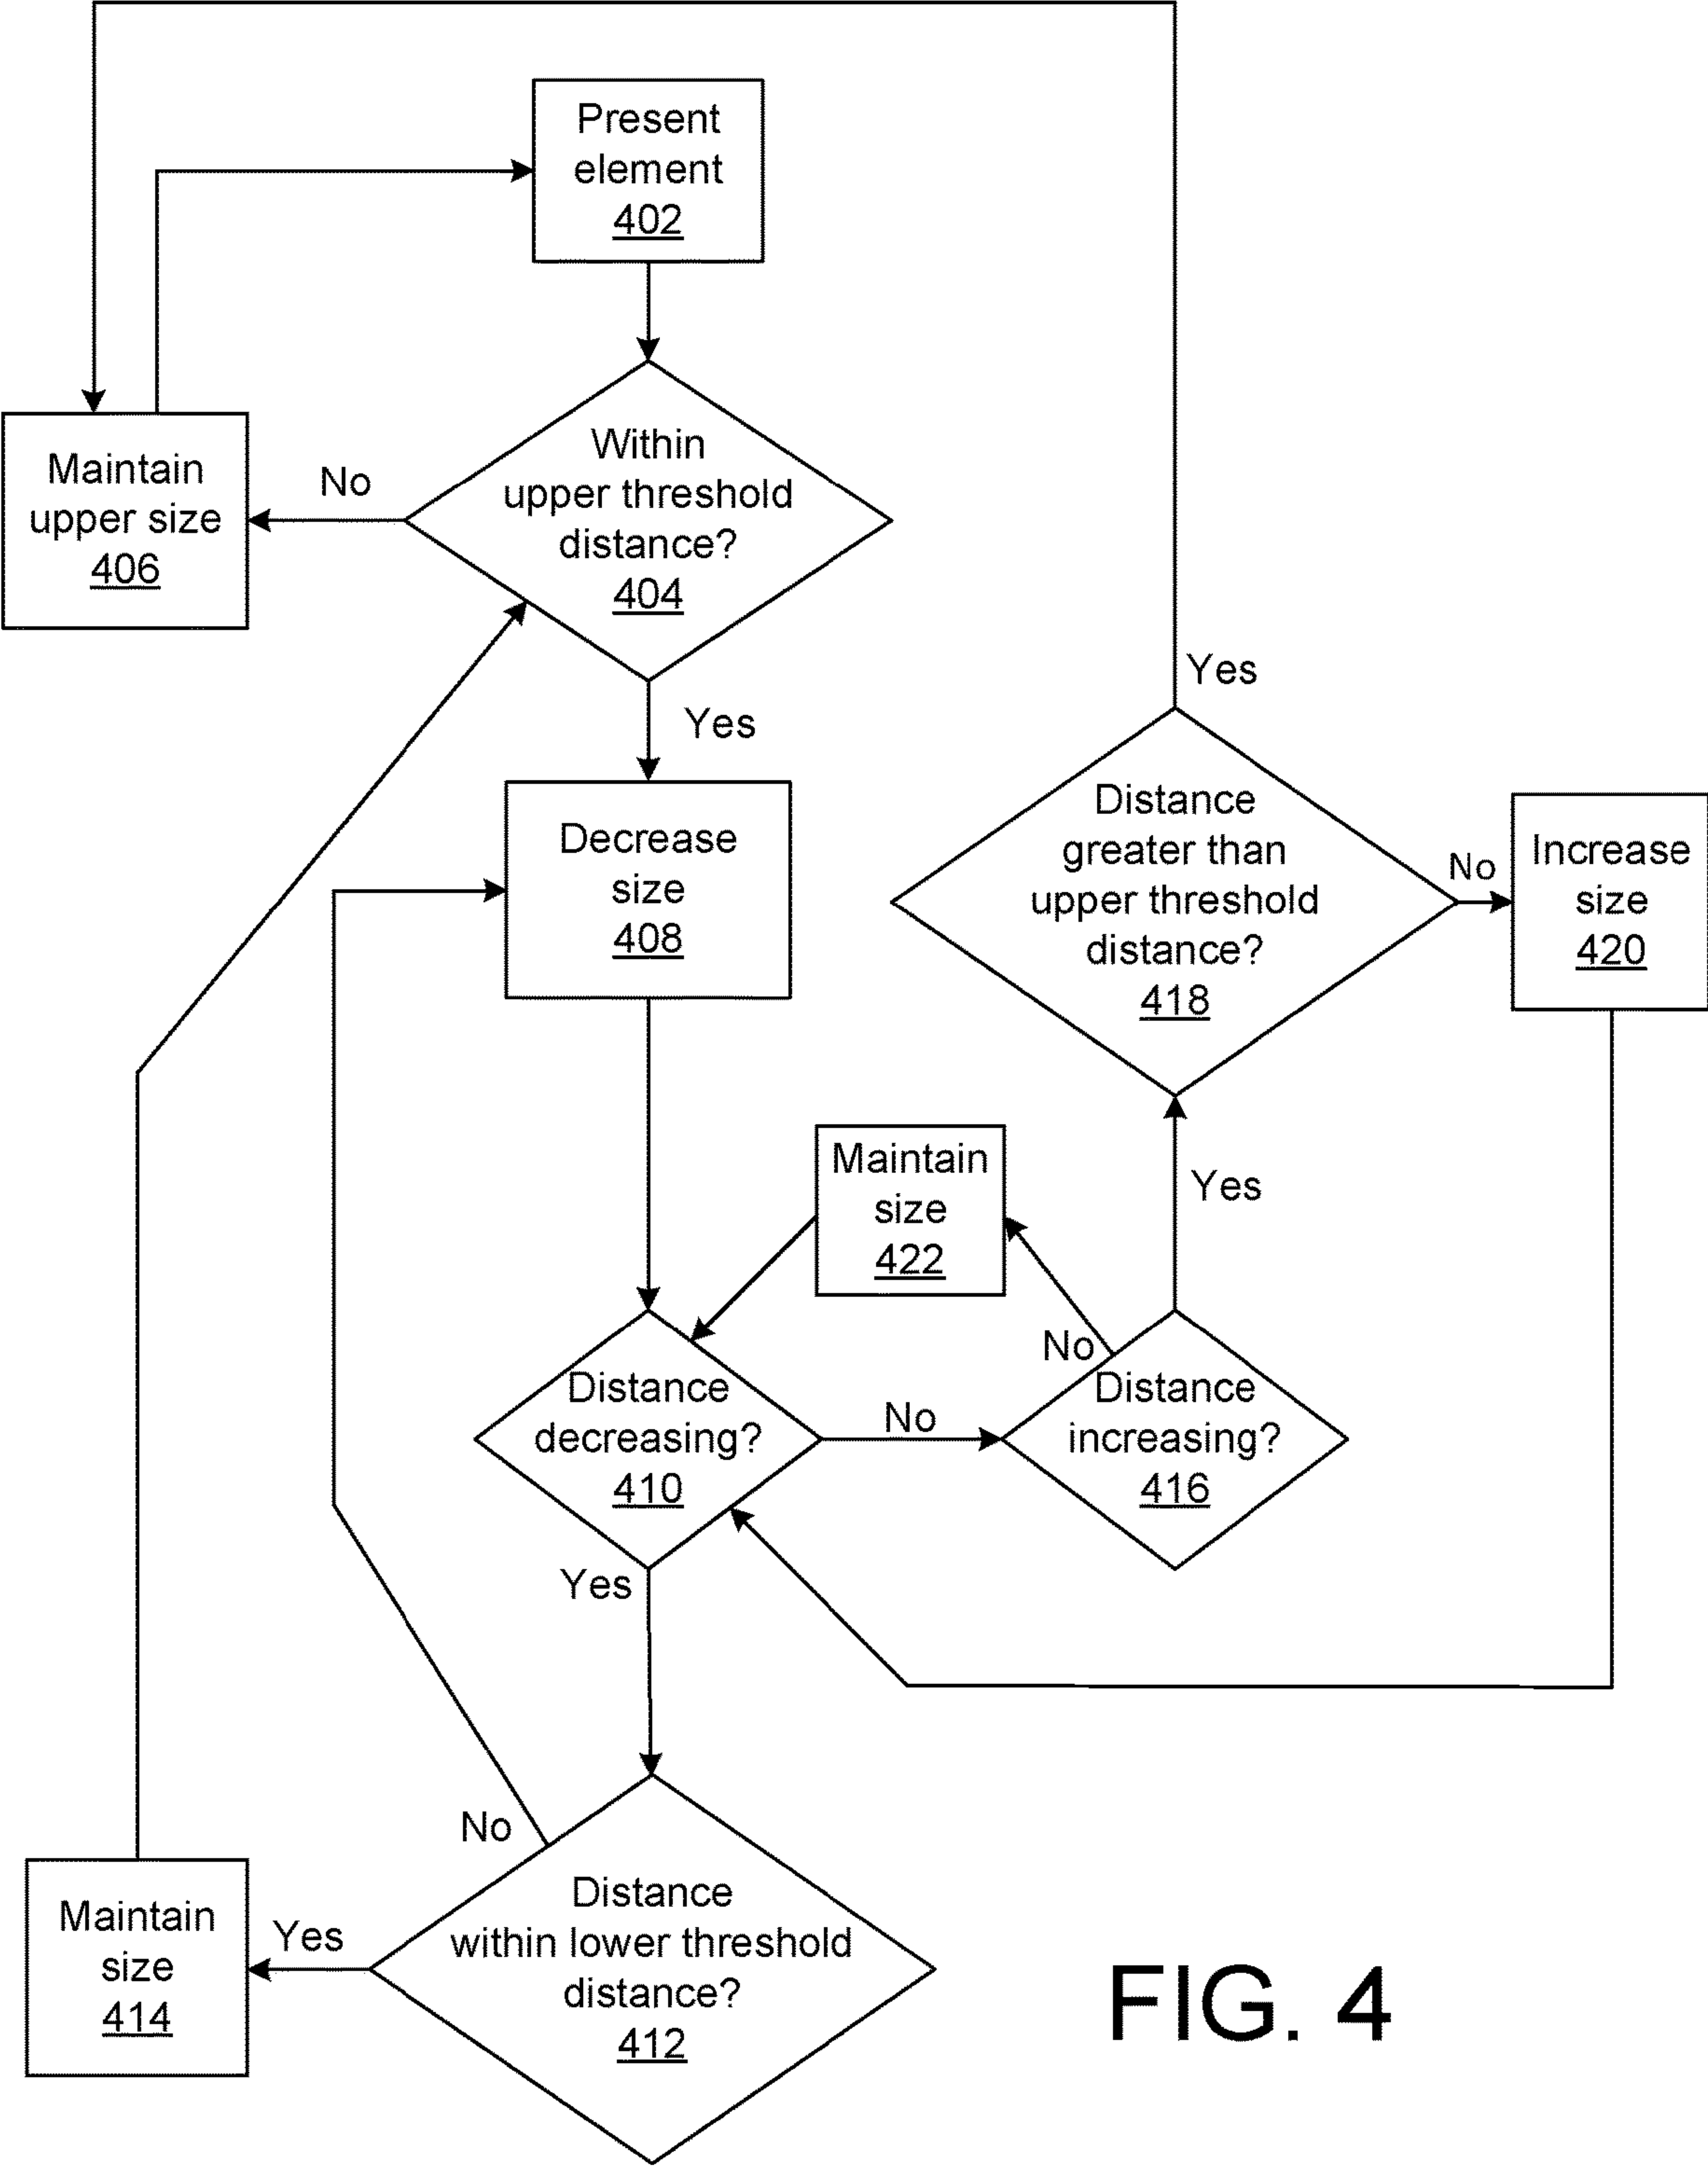 Present
element
402
Within
upper threshold
distance?
404
No
Maintain
upper size
406
Yes
Decrease
size
408
Yes
Distance
greater than
upper threshold
distance?
418
No
Increase
size
420
Maintain
size
422
Yes
No
Distance
decreasing?
410
No
Distance
increasing?
416
Yes
No
Distance
within lower threshold
distance?
412
Yes
Maintain
size
414
FIG. 4